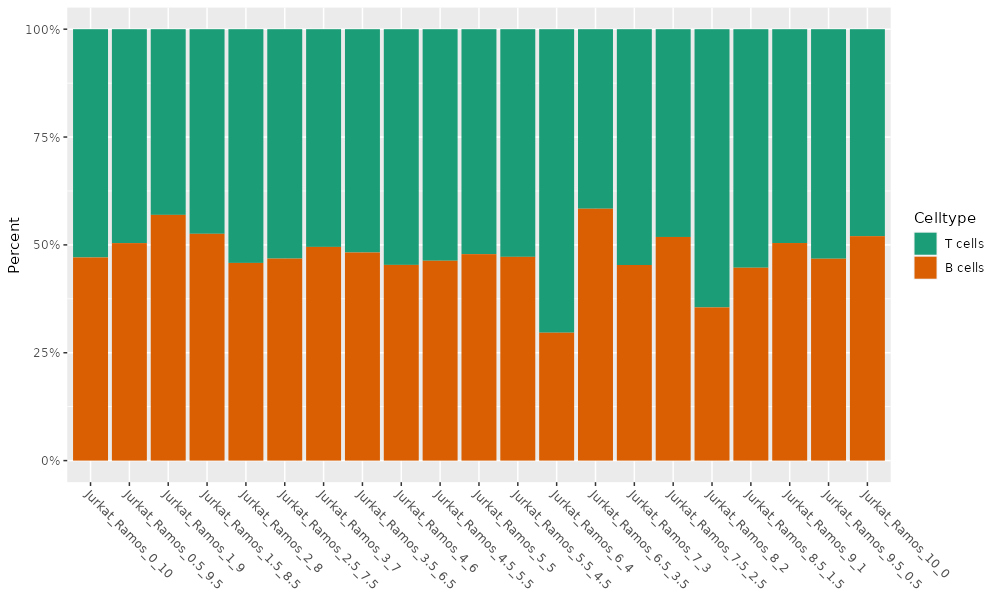 100%
75%
50%
25%
0%
Percent
Jurkat_Ramos_0_10
Jurkat_Ramos_0.5_9.5
Jurkat_Ramos_1_9
Jurkat_Ramos_1.5_8.5
Jurkat_Ramos_2_8
Jurkat_Ramos_2.5_7.5
Jurkat_Ramos_3_7
Jurkat_Ramos_3.5_6.5
Jurkat_Ramos_4_6
Jurkat_Ramos_4.5_5.5
Jurkat_Ramos_5_5
Jurkat_Ramos_5.5_4.5
Jurkat_Ramos_6_4
Jurkat_Ramos_6.5_3.5
Jurkat_Ramos_7_3
Jurkat_Ramos_7.5_2.5
Jurkat_Ramos_8_2
Jurkat_Ramos_8.5_1.5
Jurkat_Ramos_9_1
Jurkat_Ramos_9.5_0.5
Jurkat_Ramos_10_0
Celltype
T cells
B cells